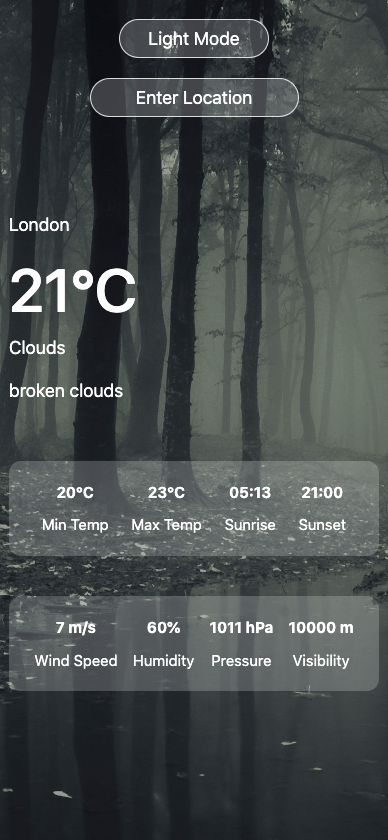 Light Mode
Enter Location
London
21°C
Clouds
broken clouds
20°C 23°C 05:13 21:00
Min Temp Max Temp Sunrise Sunset
7 m/s 60% 1011 hPa 10000 m
Wind Speed Humidity Pressure Visibility